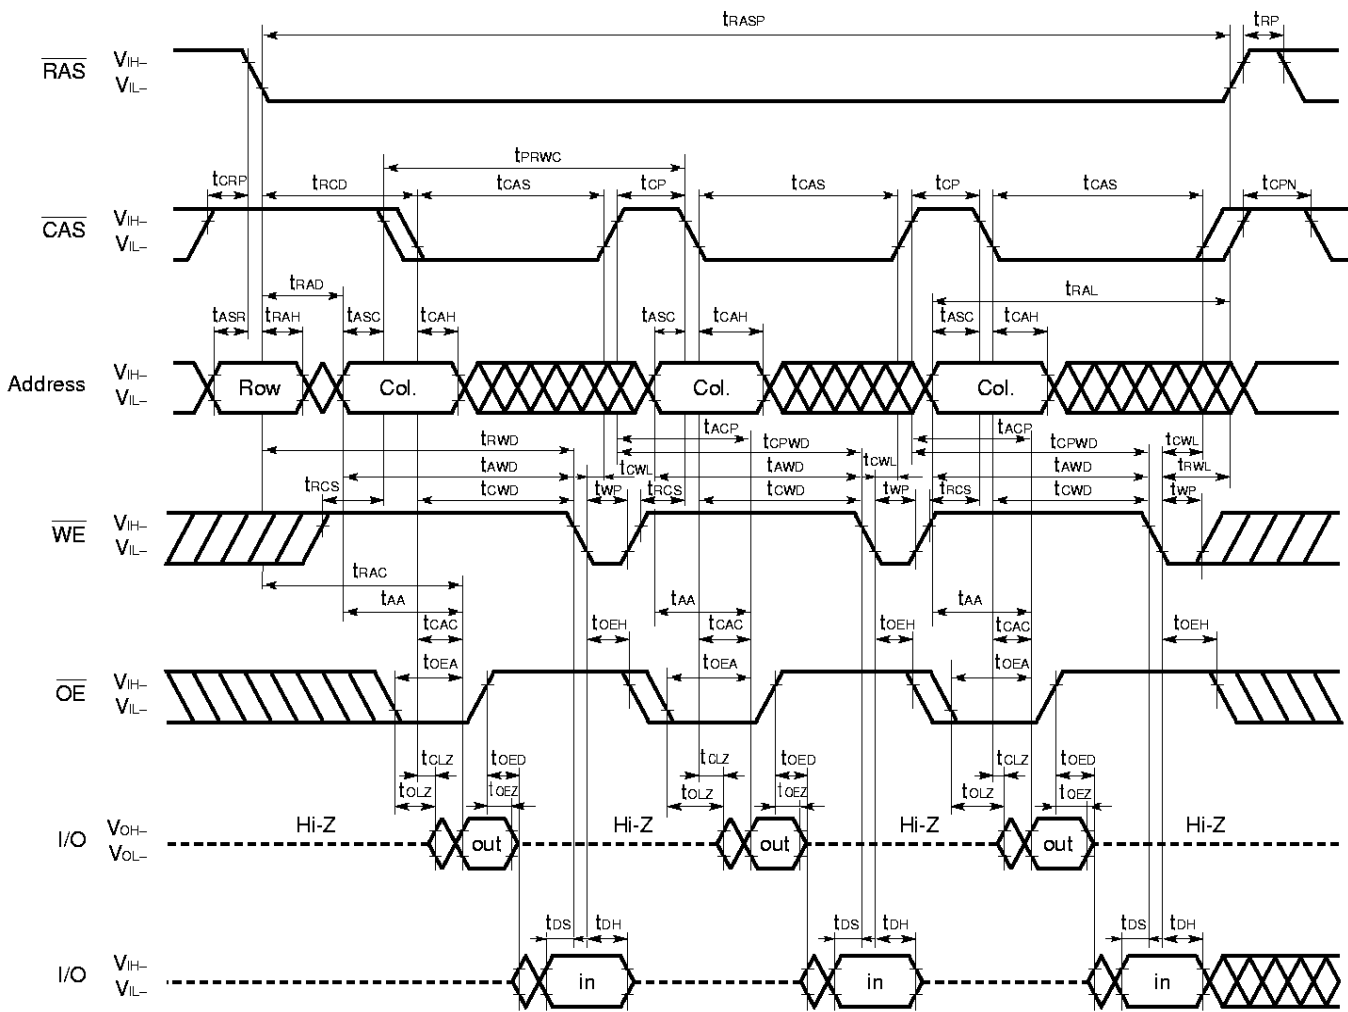 tRASP tRP
RAS VIH– VIL–
tPRWC
tCRP tRCD tCAS tCP tCAS tCP tCAS tCPN
CAS VIH– VIL–
tRAD tRAL
tASR tRAH tASC tCAH tASC tCAH tASC tCAH
Address VIH– VIL– Row Col. Col. Col.
tACP tACP
tRWD tCPWD tCPWD tCWL
tAWD tCWL tAWD tCWL tAWD tRWL
tRCS tCWD tWP tRCS tCWD tWP tRCS tCWD tWP
WE VIH– VIL–
tRAC
tAA tAA tAA
tCAC tOEH tCAC tOEH tCAC tOEH
tOEA tOEA tOEA
OE VIH– VIL–
tCLZ tOED tCLZ tOED tCLZ tOED
tOLZ tOEZ tOLZ tOEZ tOLZ tOEZ
I/O VOH– VOL– Hi-Z out Hi-Z out Hi-Z out Hi-Z
tDS tDH tDS tDH tDS tDH
I/O VIH– VIL– in in in